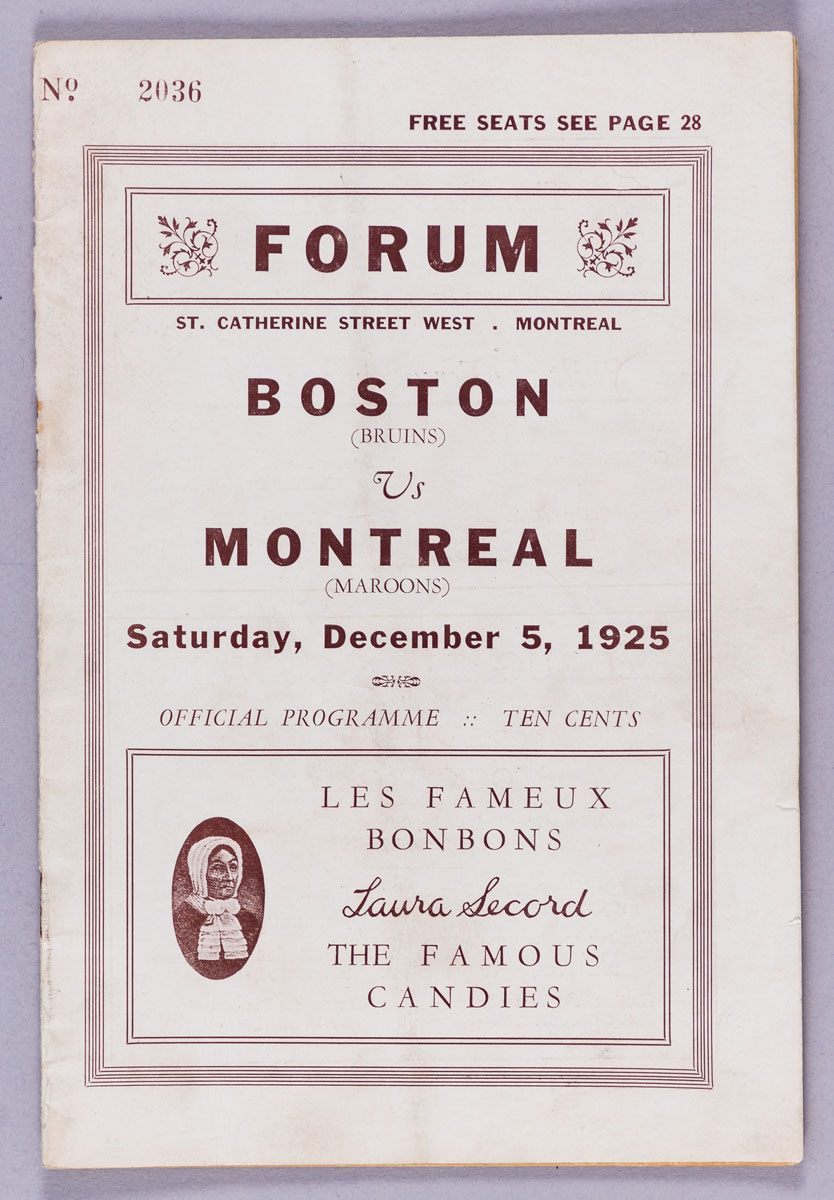 Nº 2036
FREE SEATS SEE PAGE 28
FORUM
ST. CATHERINE STREET WEST . MONTREAL
BOSTON
(BRUINS)
Vs
MONTREAL
(MAROONS)
Saturday, December 5, 1925
OFFICIAL PROGRAMME :: TEN CENTS
LES FAMEUX
BONBONS
Laura Secord
THE FAMOUS
CANDIES